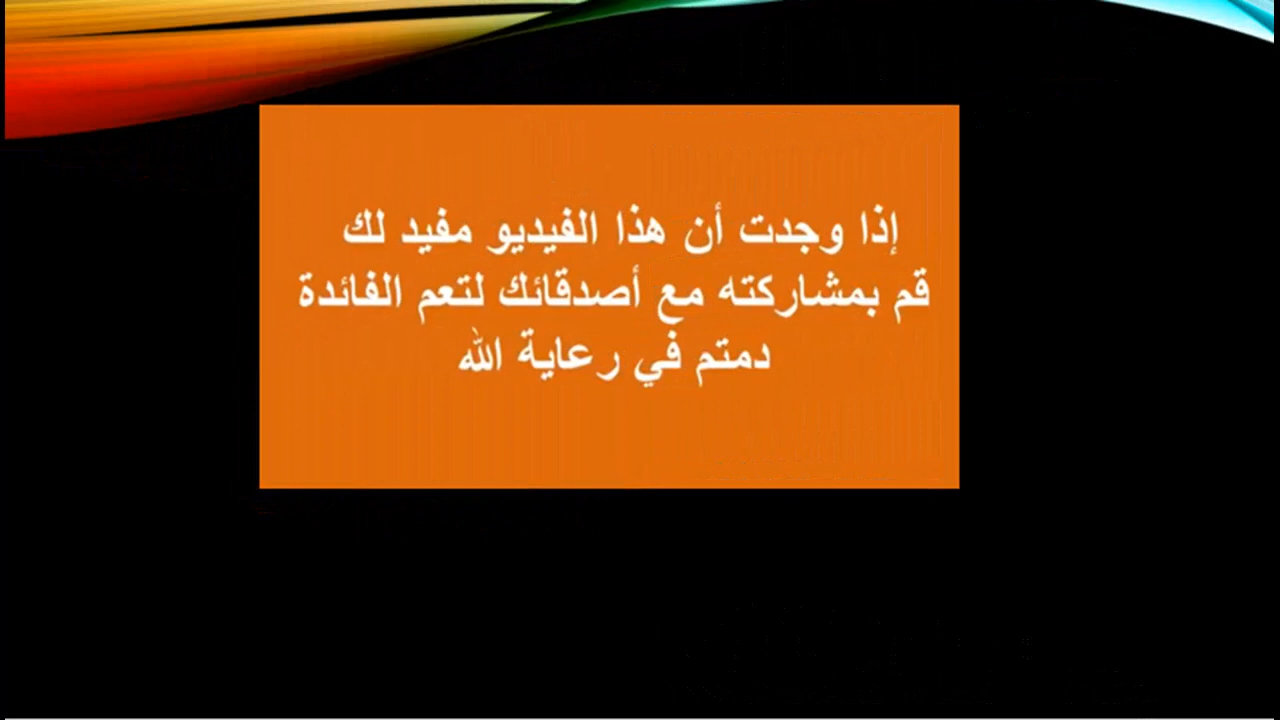 إذا وجدت أن هذا الفيديو مفيد لك
قم بمشاركته مع أصدقائك لتعم الفائدة
دمتم في رعاية الله